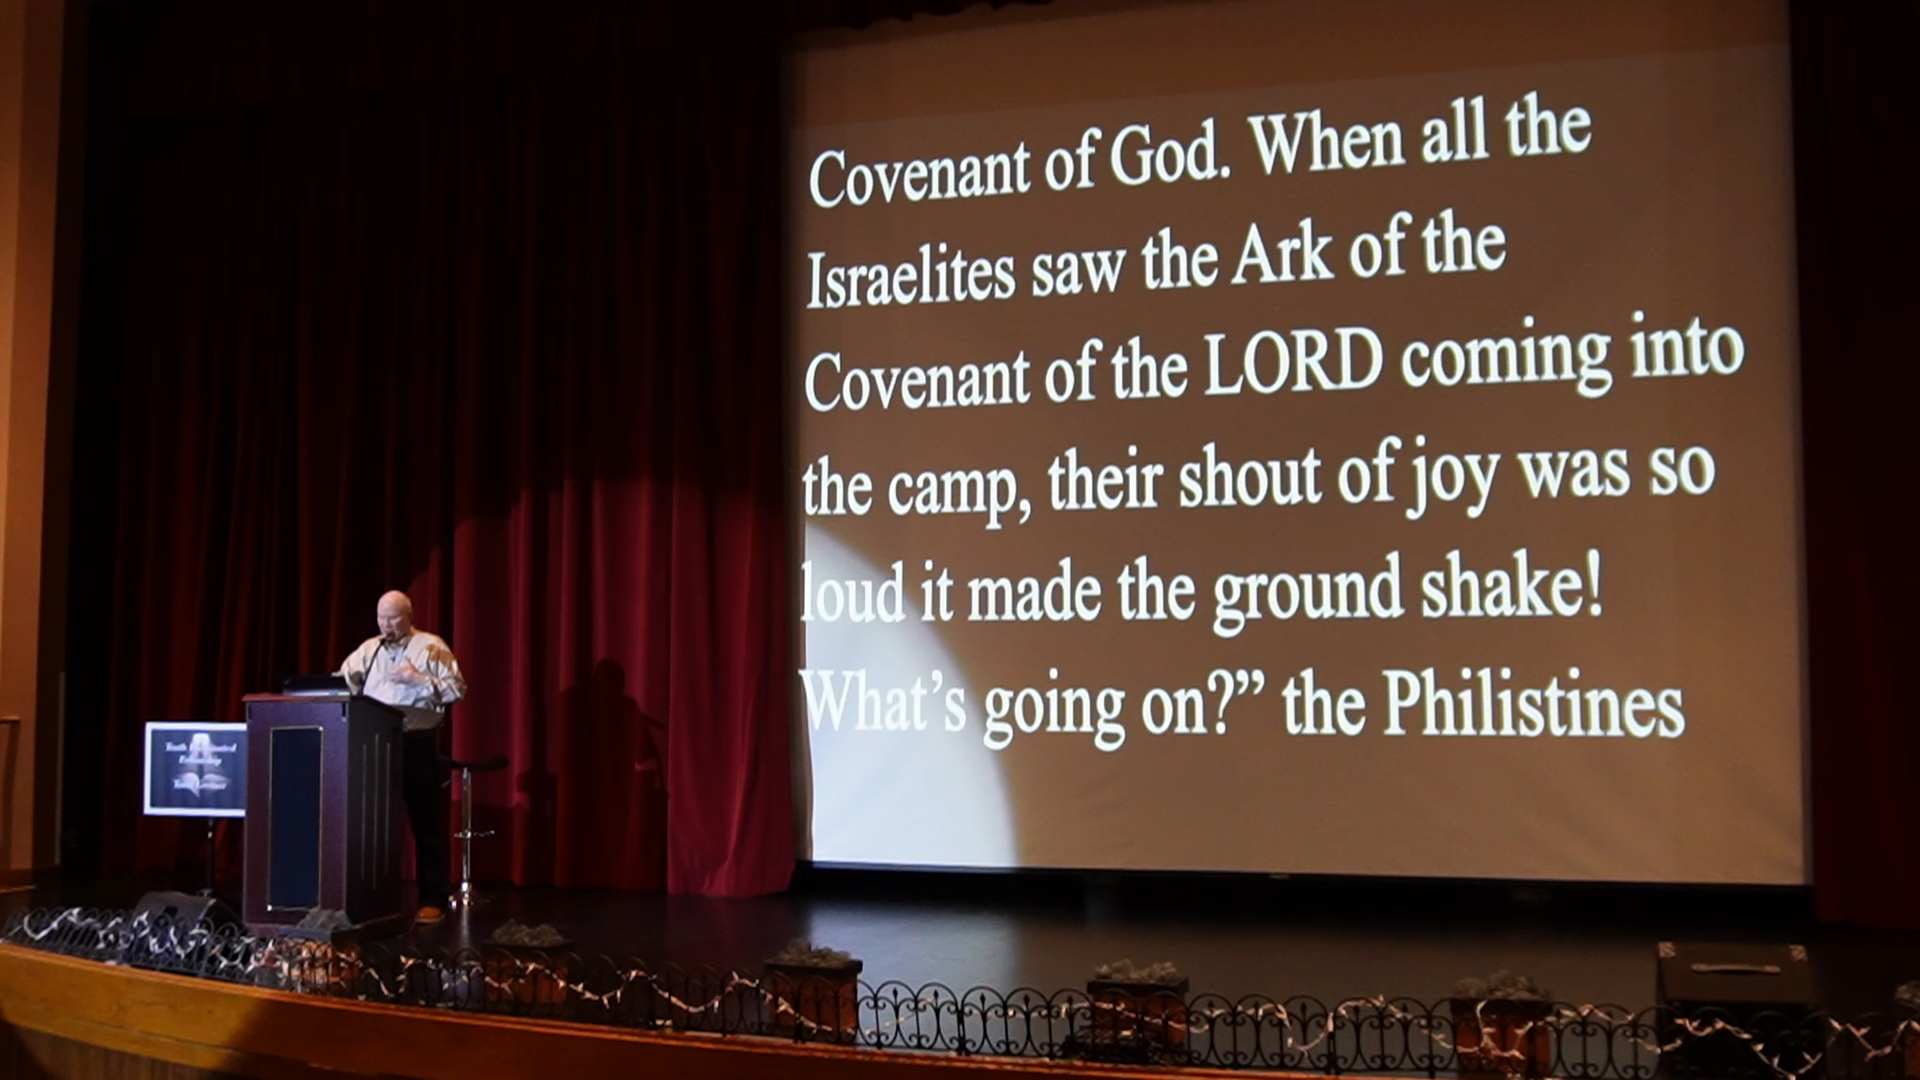 Covenant of God. When all the
Israelites saw the Ark of the
Covenant of the LORD coming into
the camp, their shout of joy was so
loud it made the ground shake!
What’s going on?” the Philistines
Fellowship